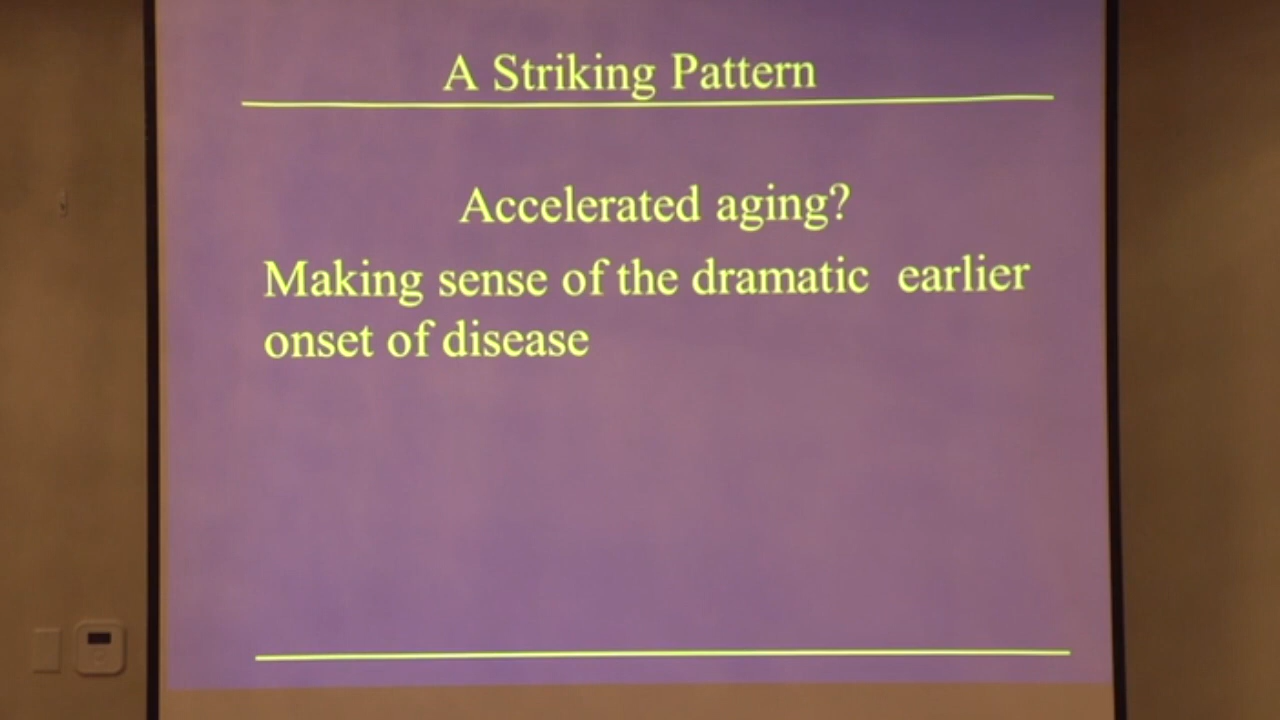 A Striking Pattern
Accelerated aging?
Making sense of the dramatic earlier
onset of disease